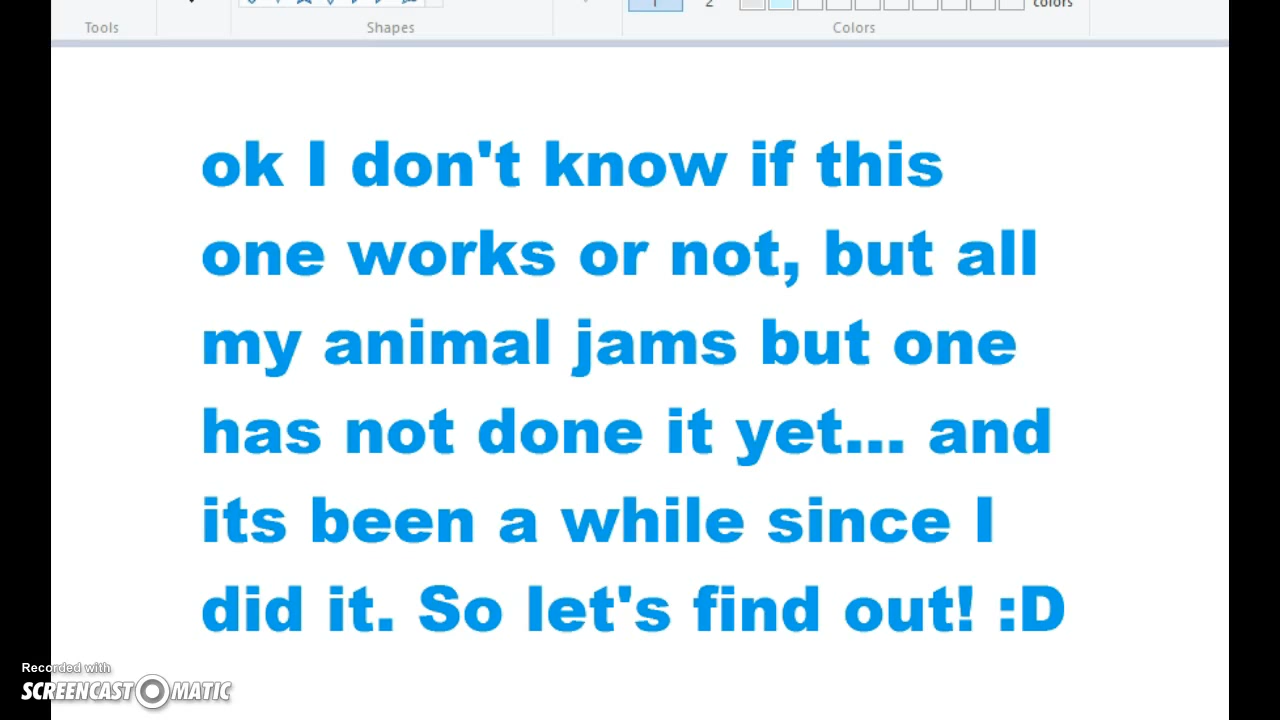 1 2 colors
Tools Shapes Colors
ok I don't know if this
one works or not, but all
my animal jams but one
has not done it yet... and
its been a while since I
did it. So let's find out! :D
Recorded with
SCREENCAST O MATIC